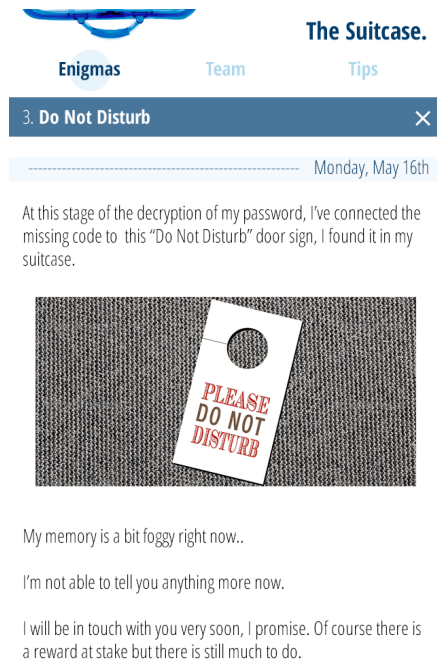 The Suitcase.
Enigmas Team Tips
3. Do Not Disturb
Monday, May 16th
At this stage of the decryption of my password, I've connected the
missing code to this “Do Not Disturb” door sign, I found it in my
suitcase.
PLEASE
DO NOT
DISTURB
My memory is a bit foggy right now..
I'm not able to tell you anything more now.
I will be in touch with you very soon, I promise. Of course there is
a reward at stake but there is still much to do.